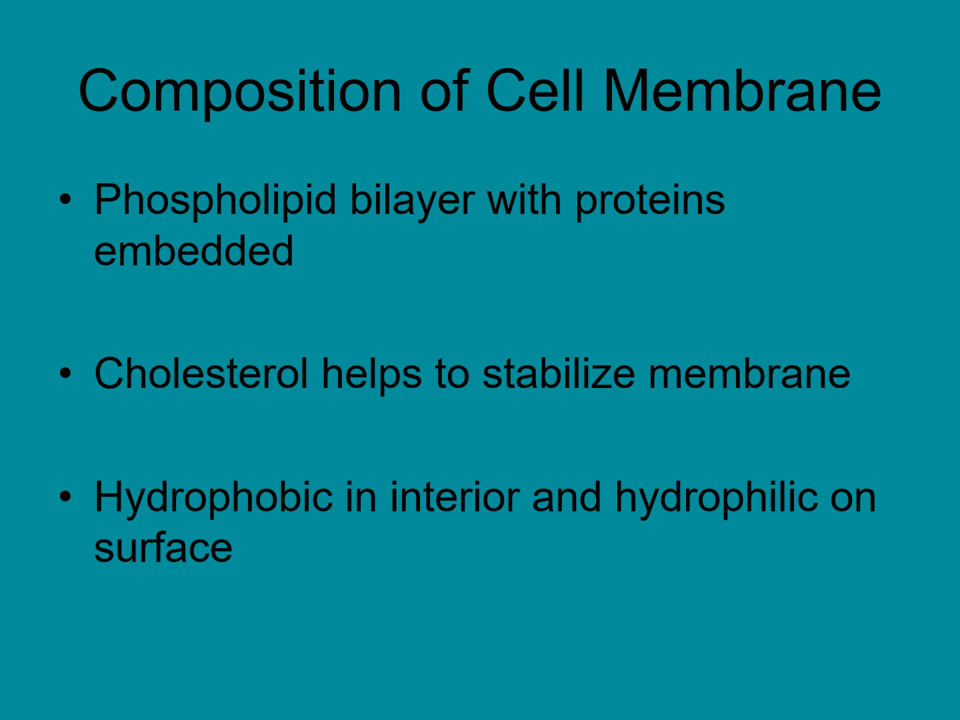 Composition of Cell Membrane
• Phospholipid bilayer with proteins
embedded
• Cholesterol helps to stabilize membrane
• Hydrophobic in interior and hydrophilic on
surface